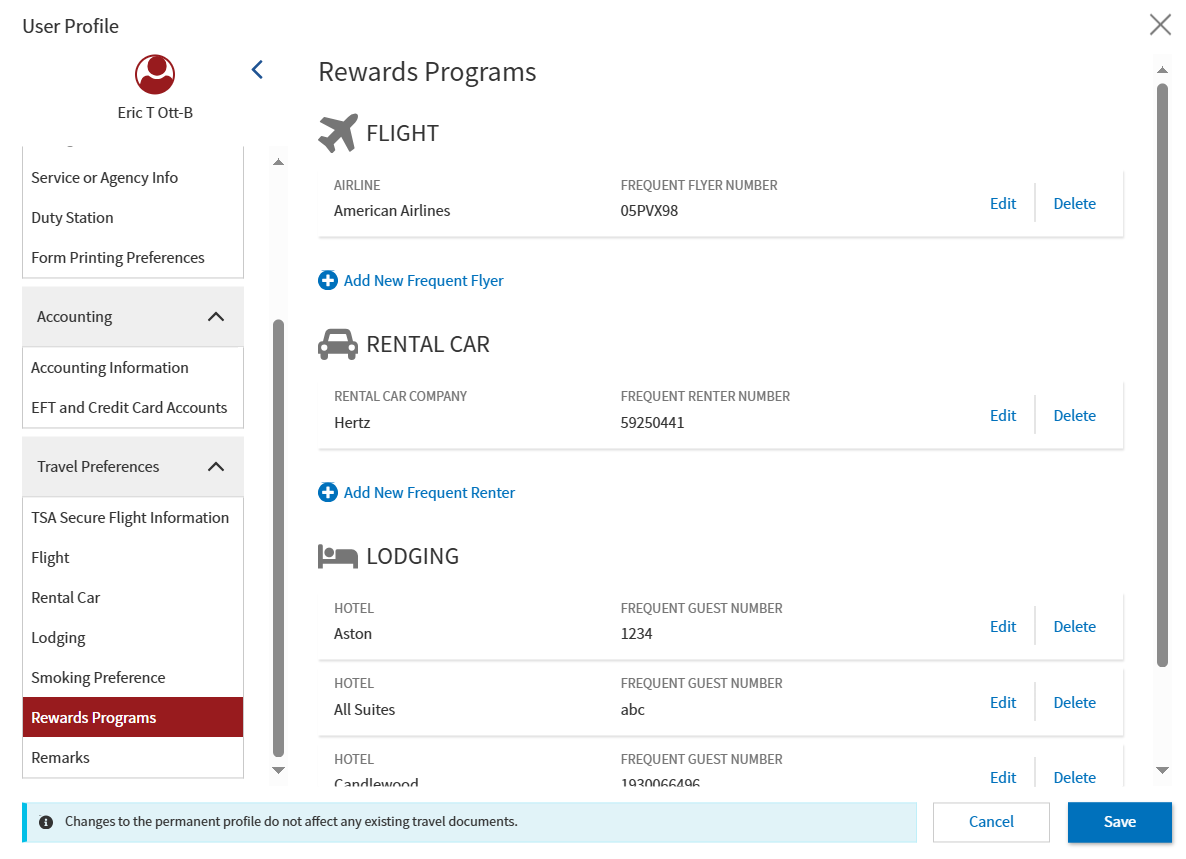 User Profile
Eric T Ott-B
Service or Agency Info
Duty Station
Form Printing Preferences
Accounting
Accounting Information
EFT and Credit Card Accounts
Travel Preferences
TSA Secure Flight Information
Flight
Rental Car
Lodging
Smoking Preference
Rewards Programs
Remarks
Rewards Programs
FLIGHT
AIRLINE FREQUENT FLYER NUMBER
American Airlines 05PVX98 Edit Delete
Add New Frequent Flyer
RENTAL CAR
RENTAL CAR COMPANY FREQUENT RENTER NUMBER
Hertz 59250441 Edit Delete
Add New Frequent Renter
LODGING
HOTEL FREQUENT GUEST NUMBER
Aston 1234 Edit Delete
HOTEL FREQUENT GUEST NUMBER
All Suites abc Edit Delete
HOTEL FREQUENT GUEST NUMBER
Candlewood 1930066496 Edit Delete
Changes to the permanent profile do not affect any existing travel documents.
Cancel Save